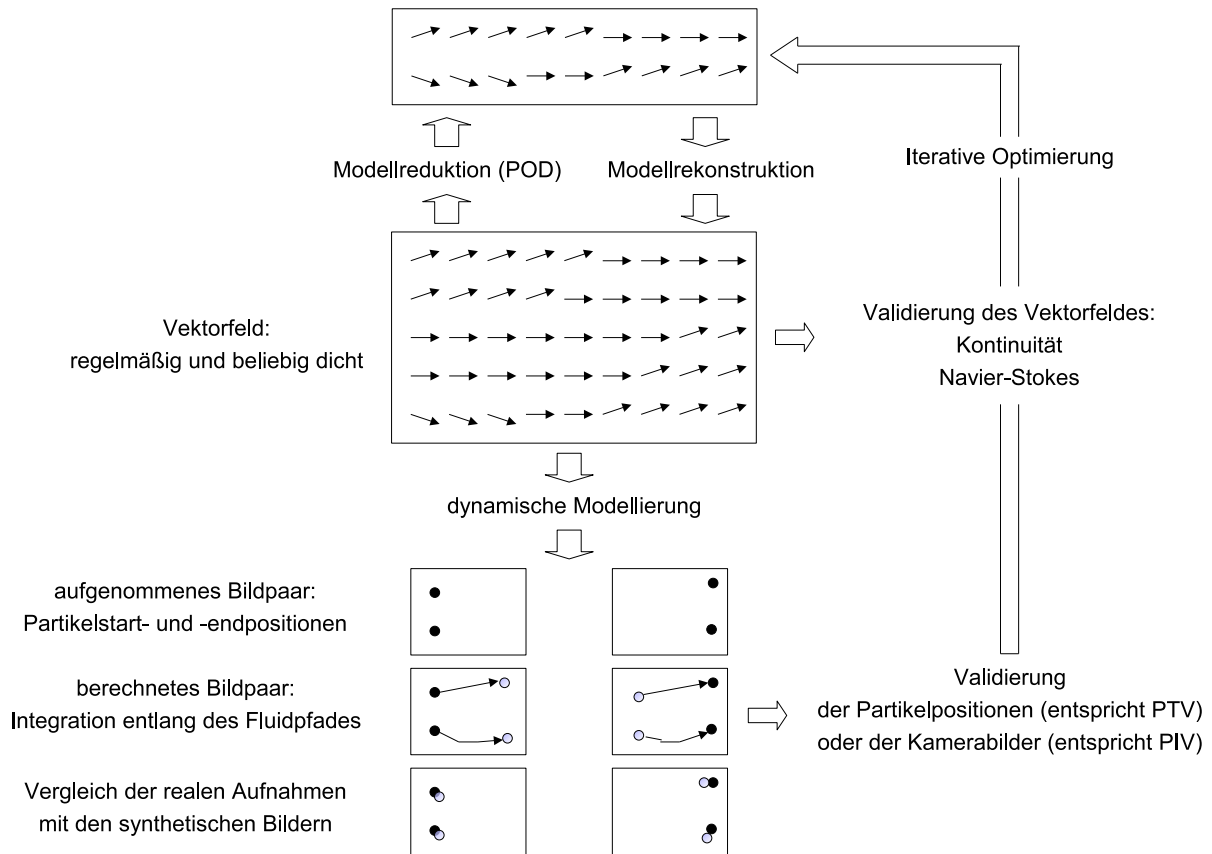 Modellreduktion (POD)
Modellrekonstruktion
Iterative Optimierung
Vektorfeld:
regelmäßig und beliebig dicht
Validierung des Vektorfeldes:
Kontinuität
Navier-Stokes
dynamische Modellierung
aufgenommenes Bildpaar:
Partikelstart- und -endpositionen
berechnetes Bildpaar:
Integration entlang des Fluidpfades
Validierung
der Partikelpositionen (entspricht PTV)
oder der Kamerabilder (entspricht PIV)
Vergleich der realen Aufnahmen
mit den synthetischen Bildern